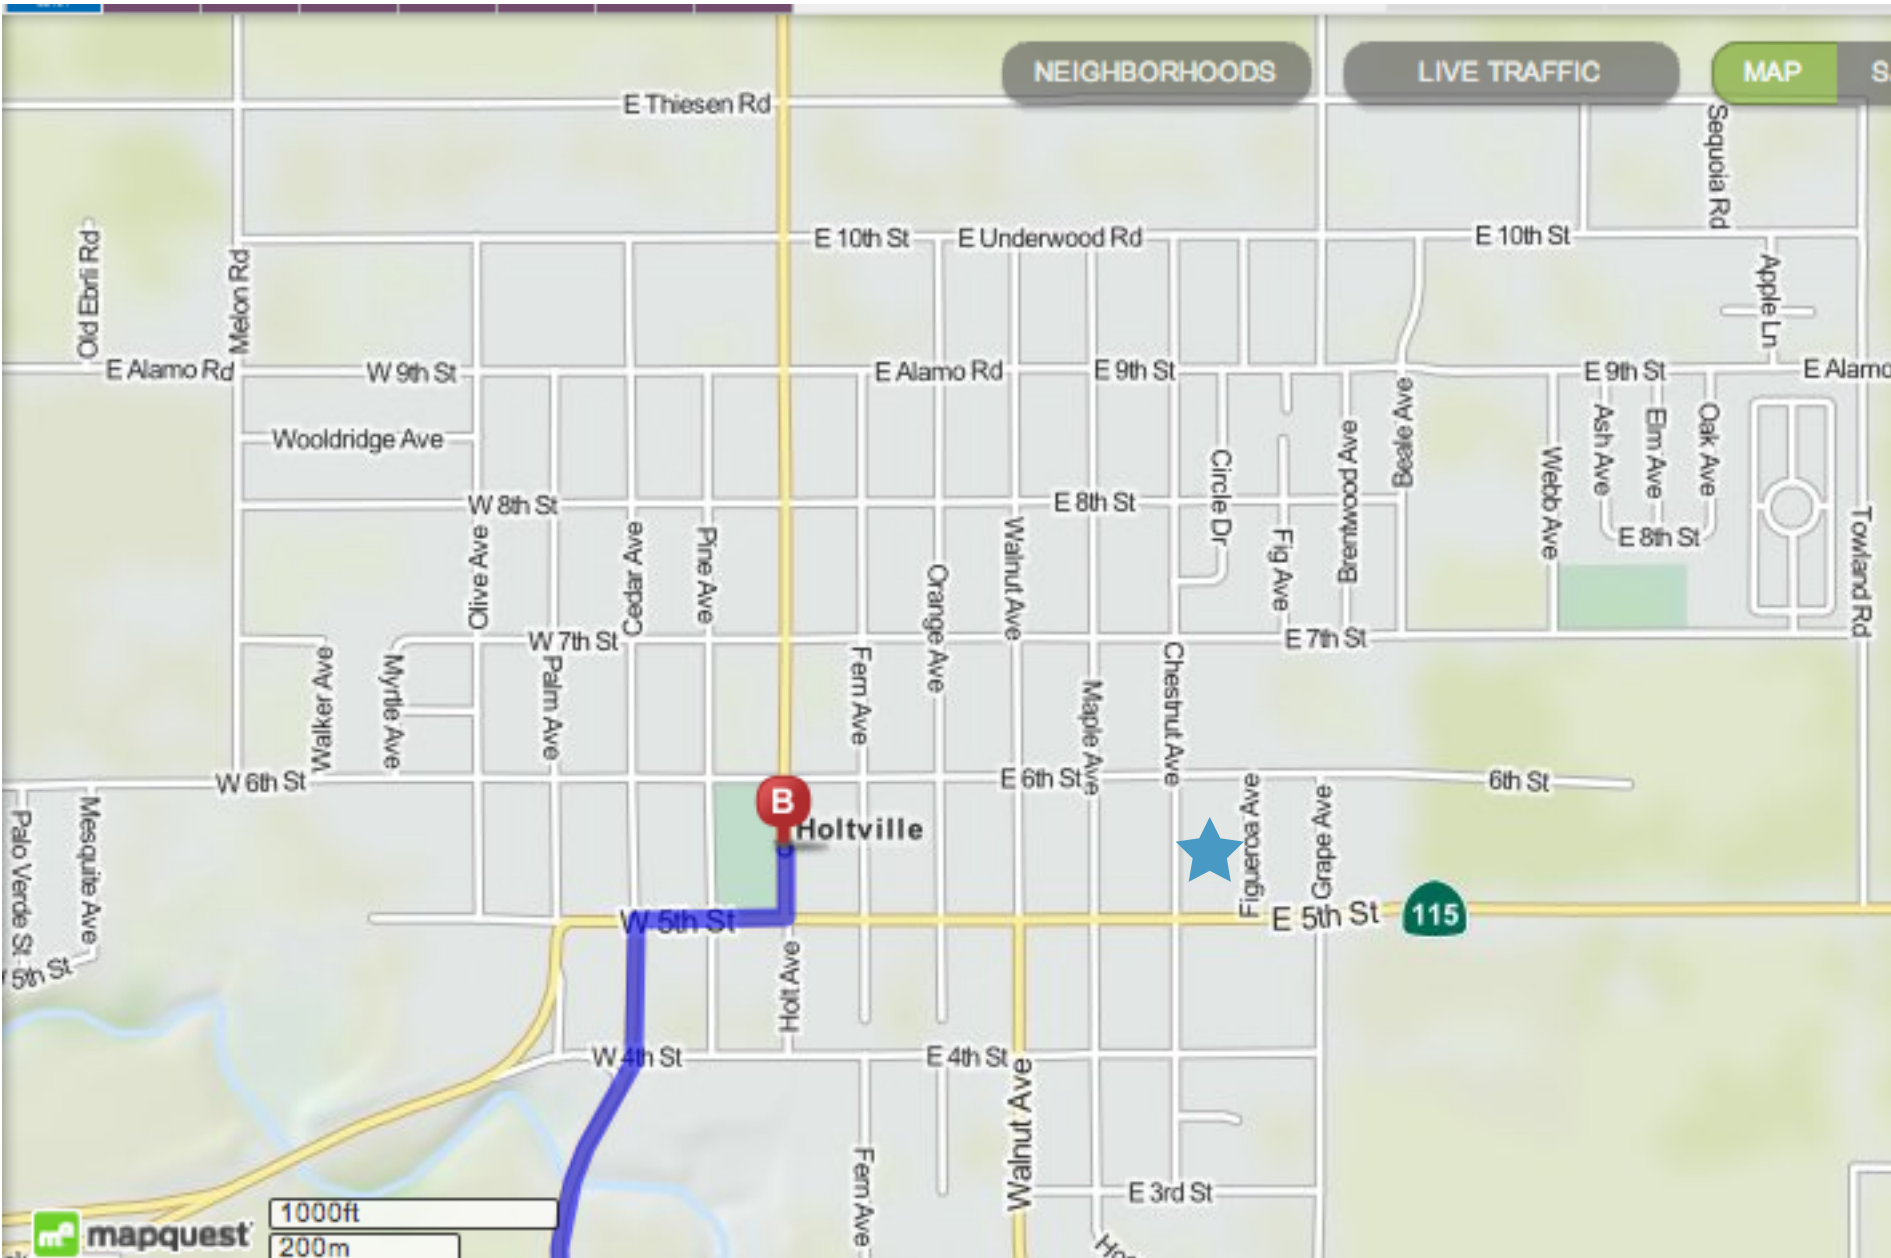 NEIGHBORHOODS
LIVE TRAFFIC
MAP
S
E Thiesen Rd
Sequoia Rd
Old Ebril Rd
Melon Rd
E 10th St
E Underwood Rd
E 10th St
Apple Ln
E Alamo Rd
W 9th St
E Alamo Rd
E 9th St
E 9th St
E Alamo
Wooldridge Ave
Beale Ave
Ash Ave
Elm Ave
Oak Ave
Circle Dr
Brentwood Ave
Webb Ave
W 8th St
E 8th St
E 8th St
Olive Ave
Cedar Ave
Pine Ave
Walnut Ave
Orange Ave
Fig Ave
Towland Rd
W 7th St
E 7th St
Walker Ave
Myrtle Ave
Palm Ave
Fern Ave
Maple Ave
Chestnut Ave
W 6th St
E 6th St
6th St
Palo Verde St
Mesquite Ave
B
Holtville
Figueroa Ave
Grape Ave
W 5th St
E 5th St
115
5th St
Holt Ave
W 4th St
E 4th St
Walnut Ave
Fern Ave
E 3rd St
mapquest
1000ft
200m